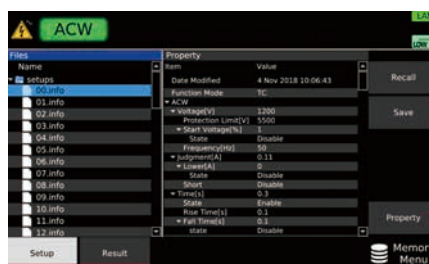 LAN
ACW
LOW
Files
Property
Name
Item Value
setups
Date Modified 4 Nov 2018 10:06:43
Recall
00.info
Function Mode TC
01.info
ACW
02.info
Voltage[V] 1200
Save
03.info
Protection Limit[V] 5500
04.info
Start Voltage[%] 1
05.info
State Disable
06.info
Frequency[Hz] 50
07.info
Judgment[A] 0.11
08.info
Lower[A] 0
09.info
State Disable
10.info
Short Disable
11.info
Time[s] 0.3
12.info
State Enable
Rise Time[s] 0.1
Fall Time[s] 0.1
state Disable
Property
Setup
Result
Memor
Menu